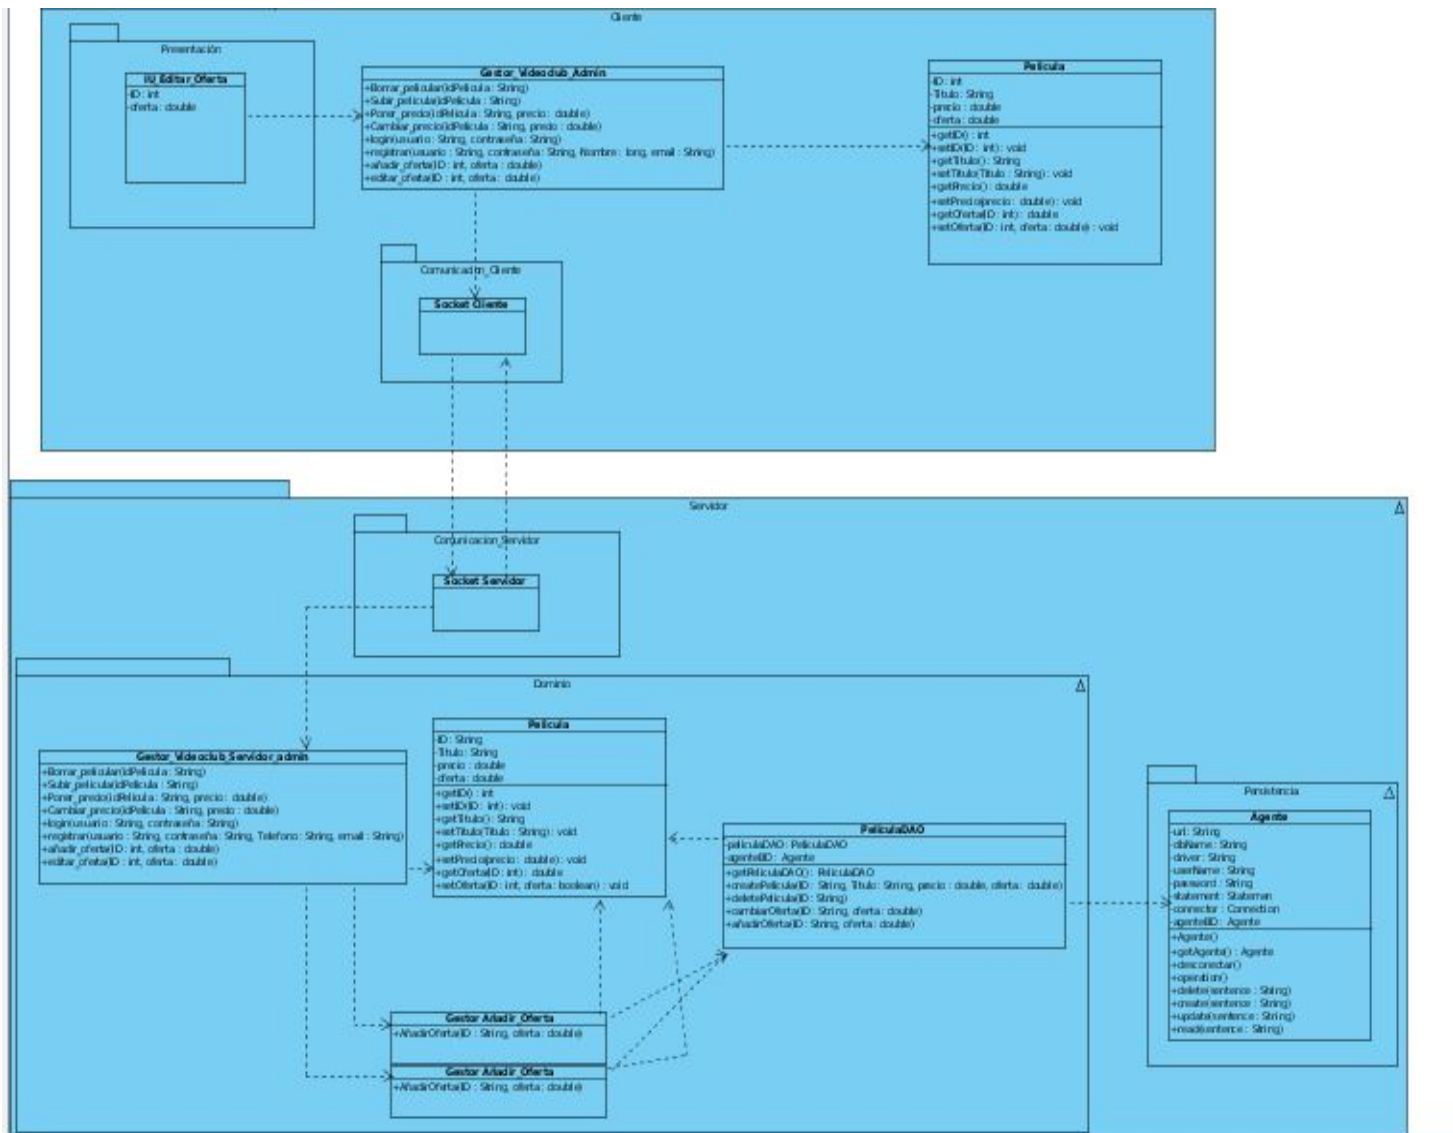 Cliente
Presentación
IU_Editar_Oferta
-ID : int
-oferta : double
Gestor_Videoclub_Admin
+Borrar_pelicular(idPelicula : String)
+Subir_pelicula(idPelicula : String)
+Poner_precio(idPelicula : String, precio : double)
+Cambiar_precio(idPelicula : String, precio : double)
+login(usuario : String, contraseña : String)
+registrar(usuario : String, contraseña : String, Nombre : long, email : String)
+añadir_oferta(ID : int, oferta : double)
+editar_oferta(ID : int, oferta : double)
Pelicula
-ID : int
-Titulo : String
-precio : double
-oferta : double
+getID() : int
+setID(ID : int) : void
+getTitulo() : String
+setTitulo(Titulo : String) : void
+getPrecio() : double
+setPrecio(precio : double) : void
+getOferta(ID : int) : double
+setOferta(ID : int, oferta : double) : void
Comunicacion_Cliente
Socket Cliente
Servidor
Comunicacion_Servidor
Socket Servidor
Dominio
Gestor_Videoclub_Servidor_admin
+Borrar_pelicular(idPelicula : String)
+Subir_pelicula(idPelicula : String)
+Poner_precio(idPelicula : String, precio : double)
+Cambiar_precio(idPelicula : String, precio : double)
+login(usuario : String, contraseña : String)
+registrar(usuario : String, contraseña : String, Telefono : String, email : String)
+añadir_oferta(ID : int, oferta : double)
+editar_oferta(ID : int, oferta : double)
Pelicula
-ID : String
-Titulo : String
-precio : double
-oferta : double
+getID() : int
+setID(ID : int) : void
+getTitulo() : String
+setTitulo(Titulo : String) : void
+getPrecio() : double
+setPrecio(precio : double) : void
+getOferta(ID : int) : double
+setOferta(ID : int, oferta : boolean) : void
PeliculaDAO
-peliculaDAO : PeliculaDAO
-agenteBD : Agente
+getPeliculaDAO() : PeliculaDAO
+createPelicula(ID : String, Titulo : String, precio : double, oferta : double)
+deletePelicula(ID : String)
+cambiarOferta(ID : String, oferta : double)
+añadirOferta(ID : String, oferta : double)
Persistencia
Agente
-url : String
-dbName : String
-driver : String
-userName : String
-password : String
-statement : Statemen
-connector : Connection
-agenteBD : Agente
+Agente()
+getAgente() : Agente
+desconectar()
+operation()
+delete(sentence : String)
+create(sentence : String)
+update(sentence : String)
+read(sentence : String)
Gestor Añadir_Oferta
+AñadirOferta(ID : String, oferta : double)
Gestor Añadir_Oferta
+AñadirOferta(ID : String, oferta : double)